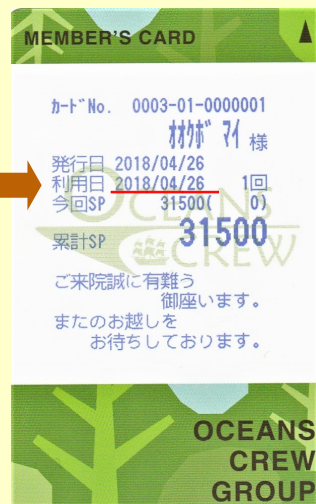 MEMBER'S CARD
ｶｰﾄﾞNo. 0003-01-0000001
ｵｵｸﾎﾞ ﾏｲ 様
発行日 2018/04/26
利用日 2018/04/26 1回
今回SP 31500( 0)
累計SP 31500
OCEANS
CREW
ご来院誠に有難う
御座います。
またのお越しを
お待ちしております。
OCEANS
CREW
GROUP